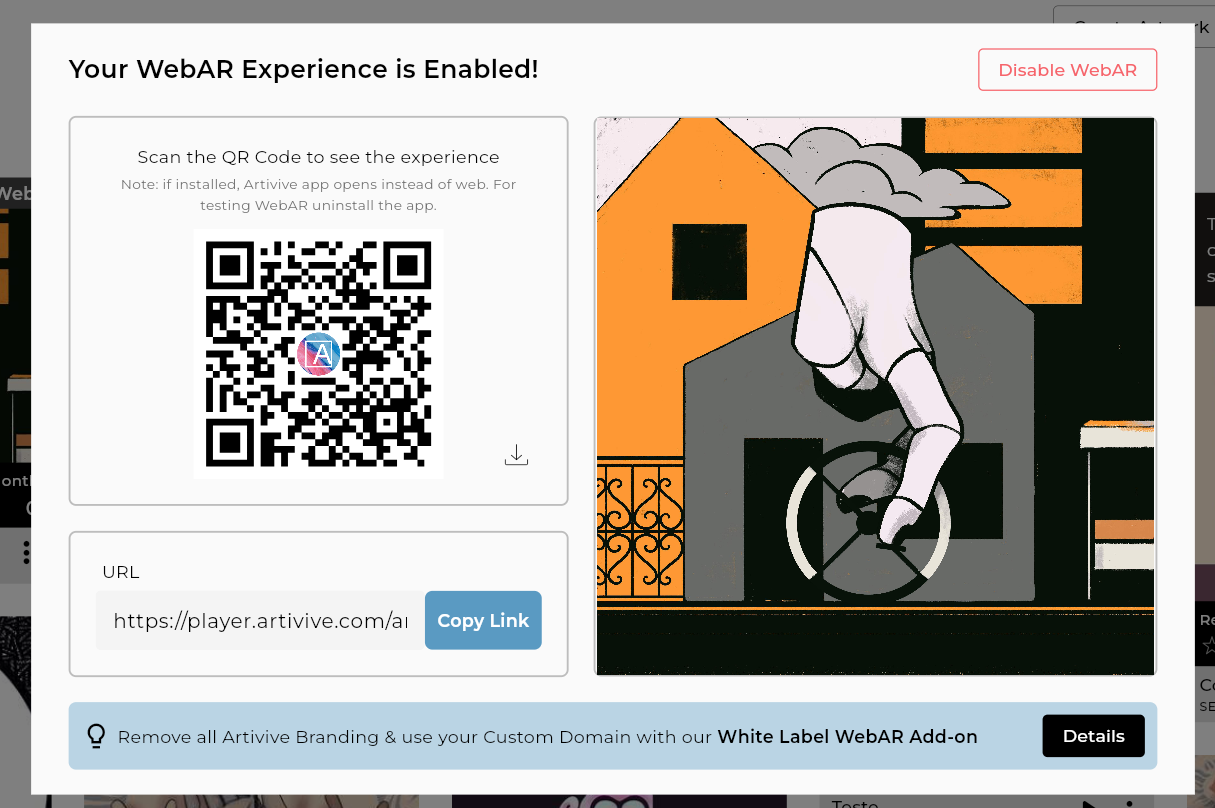 Your WebAR Experience is Enabled!
Disable WebAR
Scan the QR Code to see the experience
Note: if installed, Artivive app opens instead of web. For
testing WebAR uninstall the app.
A
URL
https://player.artivive.com/ar
Copy Link
Remove all Artivive Branding & use your Custom Domain with our White Label WebAR Add-on
Details